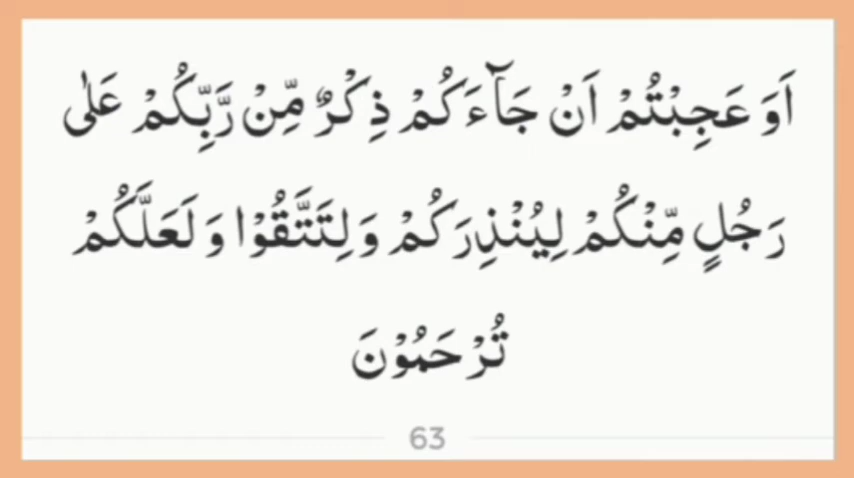 اَوَ عَجِبْتُمْ اَنْ جَآءَكُمْ ذِكْرٌ مِّنْ رَّبِّكُمْ عَلٰى
رَجُلٍ مِّنْكُمْ لِيُنْذِرَكُمْ وَ لِتَتَّقُوْا وَ لَعَلَّكُمْ
تُرْحَمُوْنَ
63